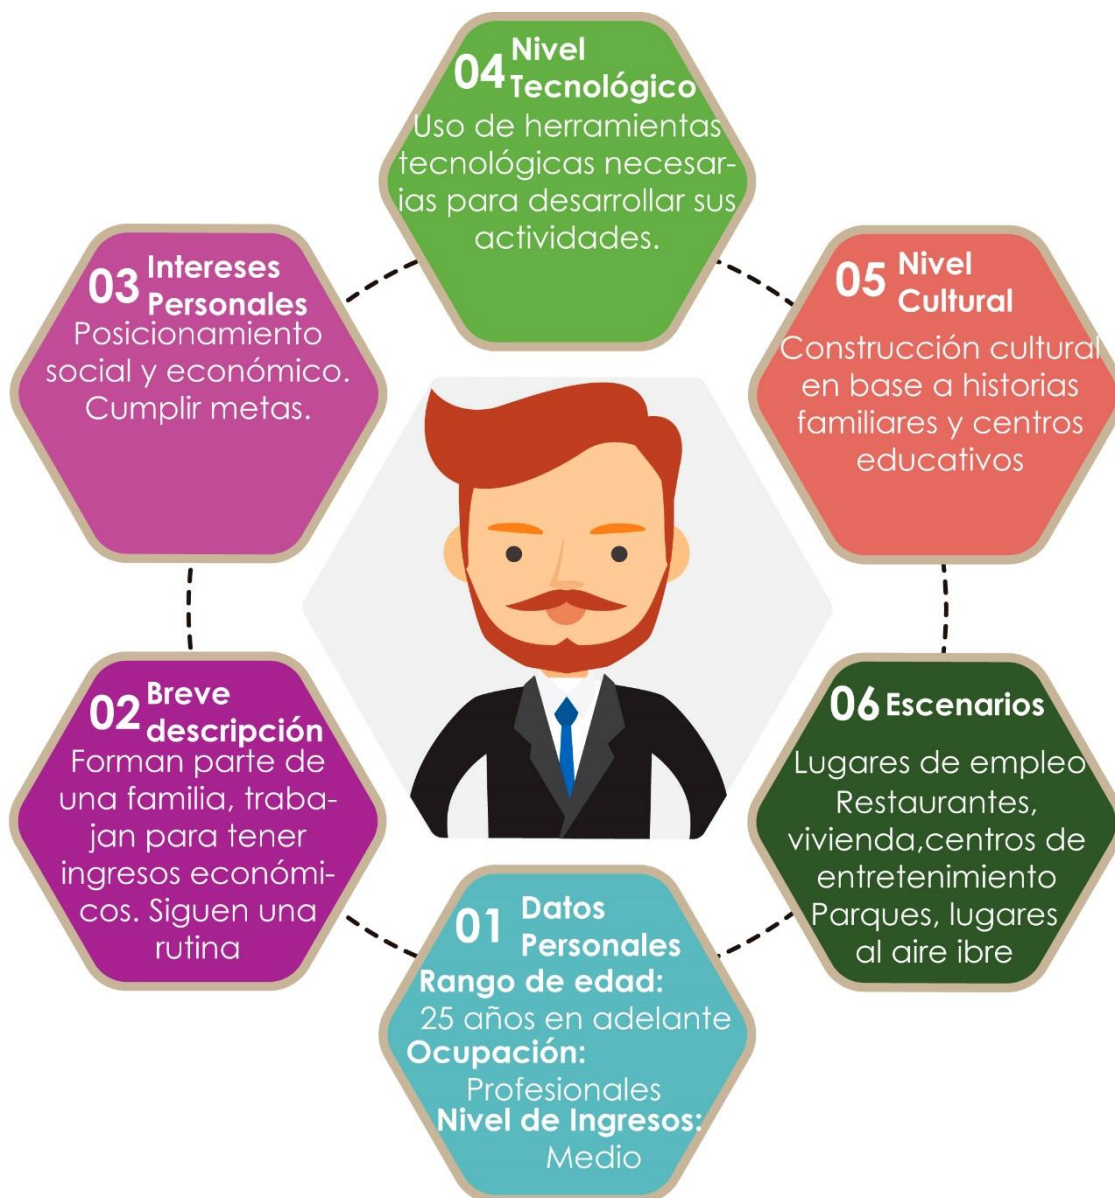 04 Nivel
Tecnológico
Uso de herramientas
tecnológicas necesar-
ias para desarrollar sus
actividades.
03 Intereses
Personales
Posicionamiento
social y económico.
Cumplir metas.
05 Nivel
Cultural
Construcción cultural
en base a historias
familiares y centros
educativos
02 Breve
descripción
Forman parte de
una familia, traba-
jan para tener
ingresos económi-
cos. Siguen una
rutina
06 Escenarios
Lugares de empleo
Restaurantes,
vivienda,centros de
entretenimiento
Parques, lugares
al aire ibre
01 Datos
Personales
Rango de edad:
25 años en adelante
Ocupación:
Profesionales
Nivel de Ingresos:
Medio